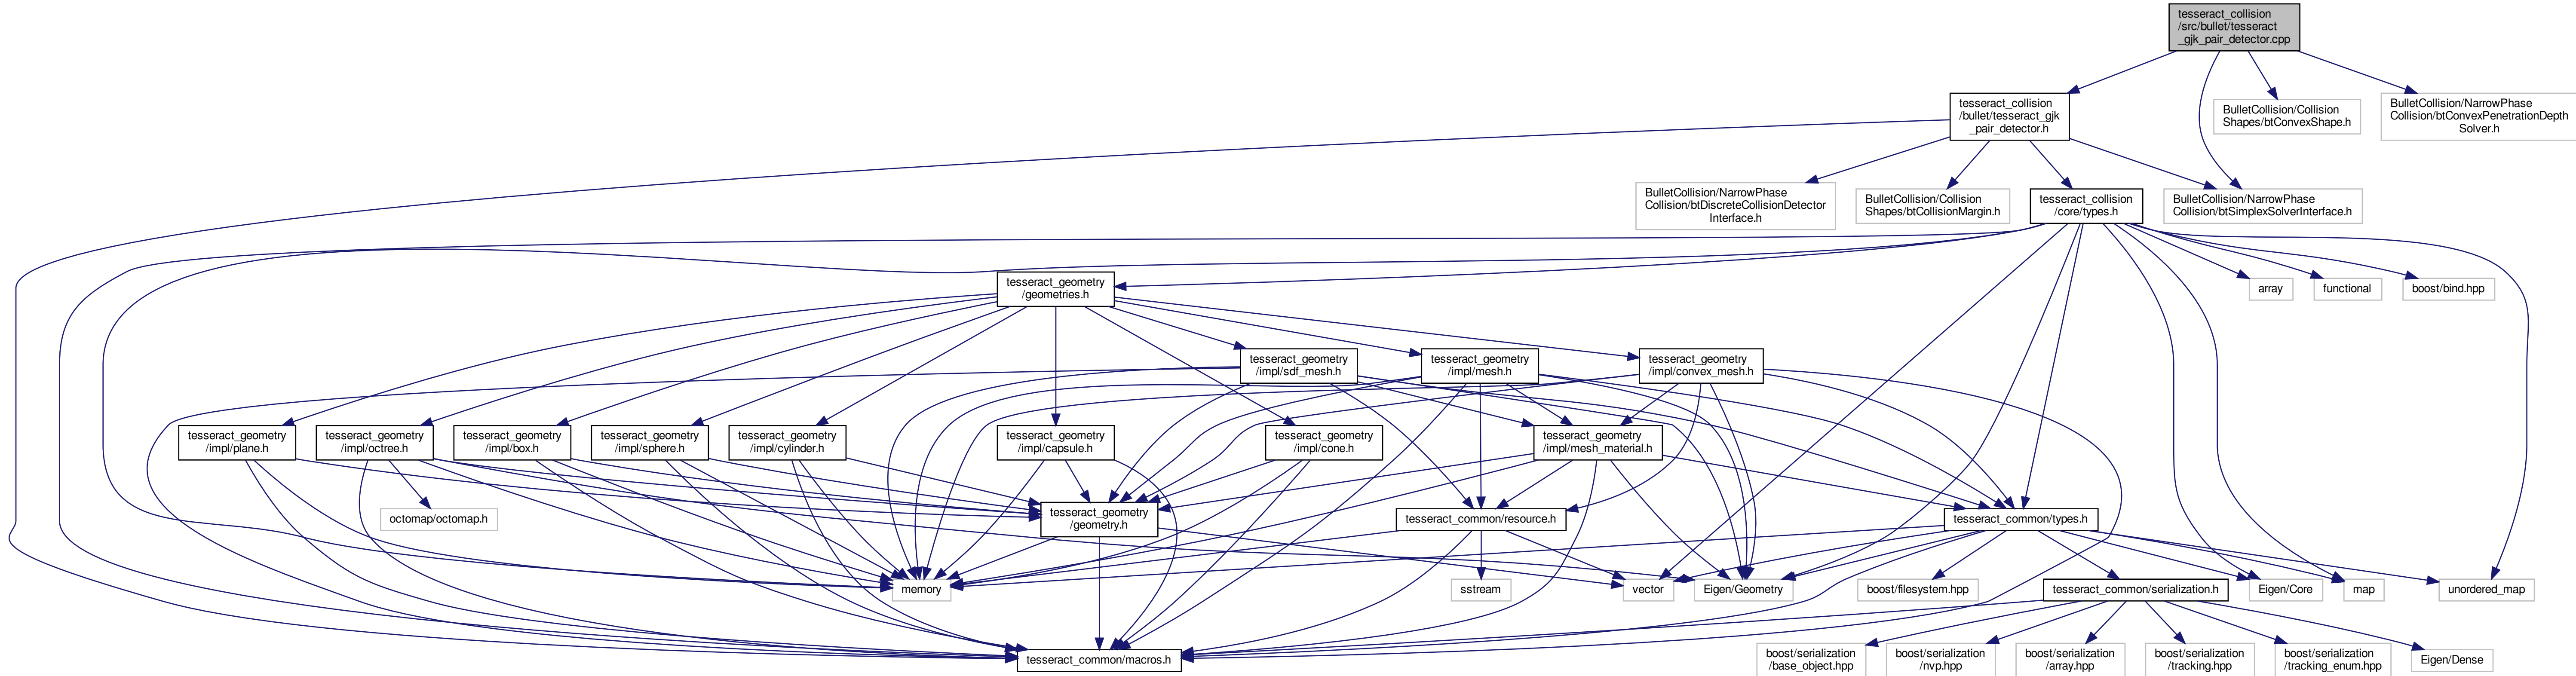 tesseract_collision
/src/bullet/tesseract
_gjk_pair_detector.cpp
tesseract_collision
/bullet/tesseract_gjk
_pair_detector.h
BulletCollision/Collision
Shapes/btConvexShape.h
BulletCollision/NarrowPhase
Collision/btConvexPenetrationDepth
Solver.h
BulletCollision/NarrowPhase
Collision/btDiscreteCollisionDetector
Interface.h
BulletCollision/Collision
Shapes/btCollisionMargin.h
tesseract_collision
/core/types.h
BulletCollision/NarrowPhase
Collision/btSimplexSolverInterface.h
tesseract_geometry
/geometries.h
array
functional
boost/bind.hpp
tesseract_geometry
/impl/sdf_mesh.h
tesseract_geometry
/impl/mesh.h
tesseract_geometry
/impl/convex_mesh.h
tesseract_geometry
/impl/plane.h
tesseract_geometry
/impl/octree.h
tesseract_geometry
/impl/box.h
tesseract_geometry
/impl/sphere.h
tesseract_geometry
/impl/cylinder.h
tesseract_geometry
/impl/capsule.h
tesseract_geometry
/impl/cone.h
tesseract_geometry
/impl/mesh_material.h
octomap/octomap.h
tesseract_geometry
/geometry.h
tesseract_common/resource.h
tesseract_common/types.h
memory
sstream
vector
Eigen/Geometry
boost/filesystem.hpp
tesseract_common/serialization.h
Eigen/Core
map
unordered_map
tesseract_common/macros.h
boost/serialization
/base_object.hpp
boost/serialization
/nvp.hpp
boost/serialization
/array.hpp
boost/serialization
/tracking.hpp
boost/serialization
/tracking_enum.hpp
Eigen/Dense